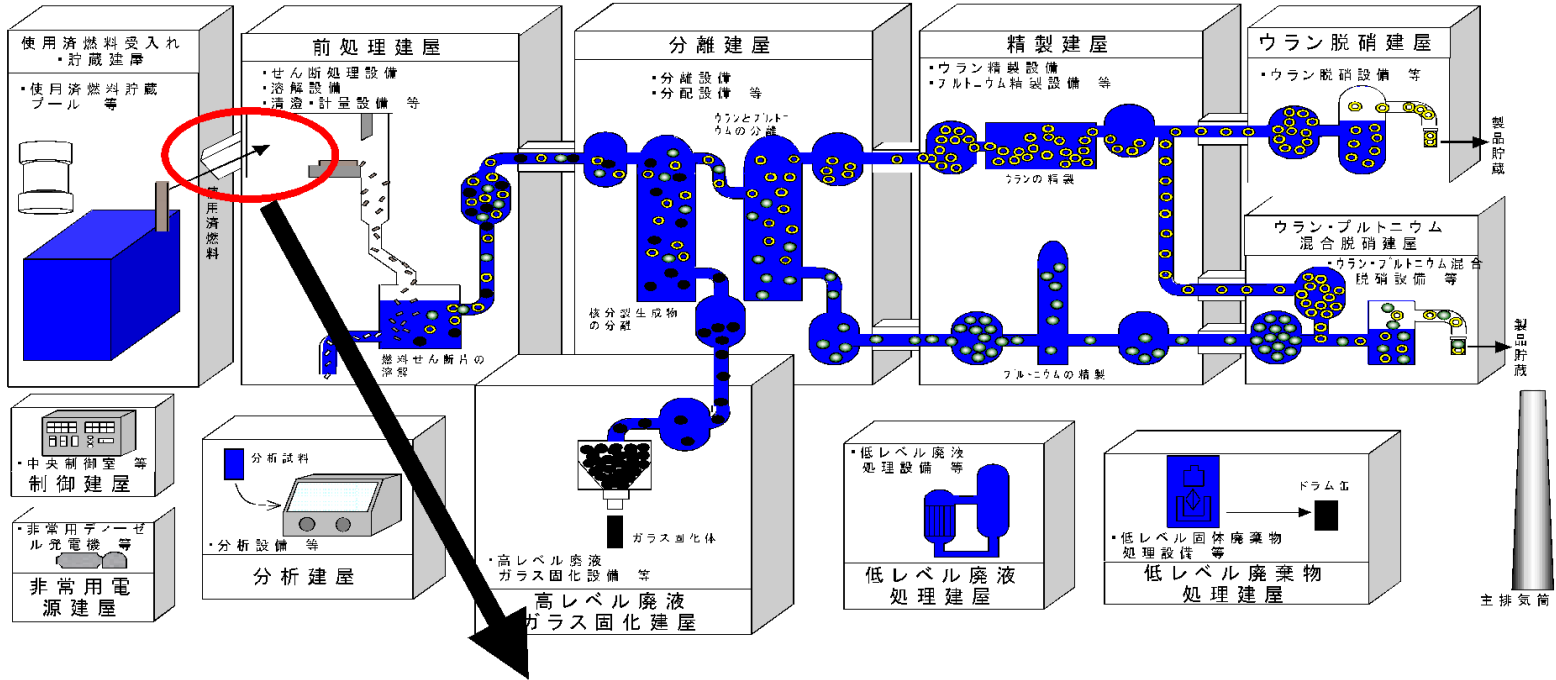 使用済燃料受入れ
・貯蔵建屋
・使用済燃料貯蔵
プール 等
使用済燃料
前処理建屋
・せん断処理設備
・溶解設備
・清澄・計量設備 等
燃料せん断片の
溶解
分離建屋
・分離設備
・分配設備 等
ウランとプルトニ
ウムの分離
核分裂生成物
の分離
精製建屋
・ウラン精製設備
・プルトニウム精製設備 等
ウランの精製
プルトニウムの精製
ウラン脱硝建屋
・ウラン脱硝設備 等
製品貯蔵
ウラン・プルトニウム
混合脱硝建屋
・ウラン・プルトニウム混合
脱硝設備 等
製品貯蔵
・中央制御室 等
制御建屋
・非常用ディーゼ
ル発電機 等
非常用電
源建屋
分析試料
・分析設備 等
分析建屋
ガラス固化体
・高レベル廃液
ガラス固化設備 等
高レベル廃液
ガラス固化建屋
・低レベル廃液
処理設備 等
低レベル廃液
処理建屋
ドラム缶
・低レベル固体廃棄物
処理設備 等
低レベル廃棄物
処理建屋
主排気筒